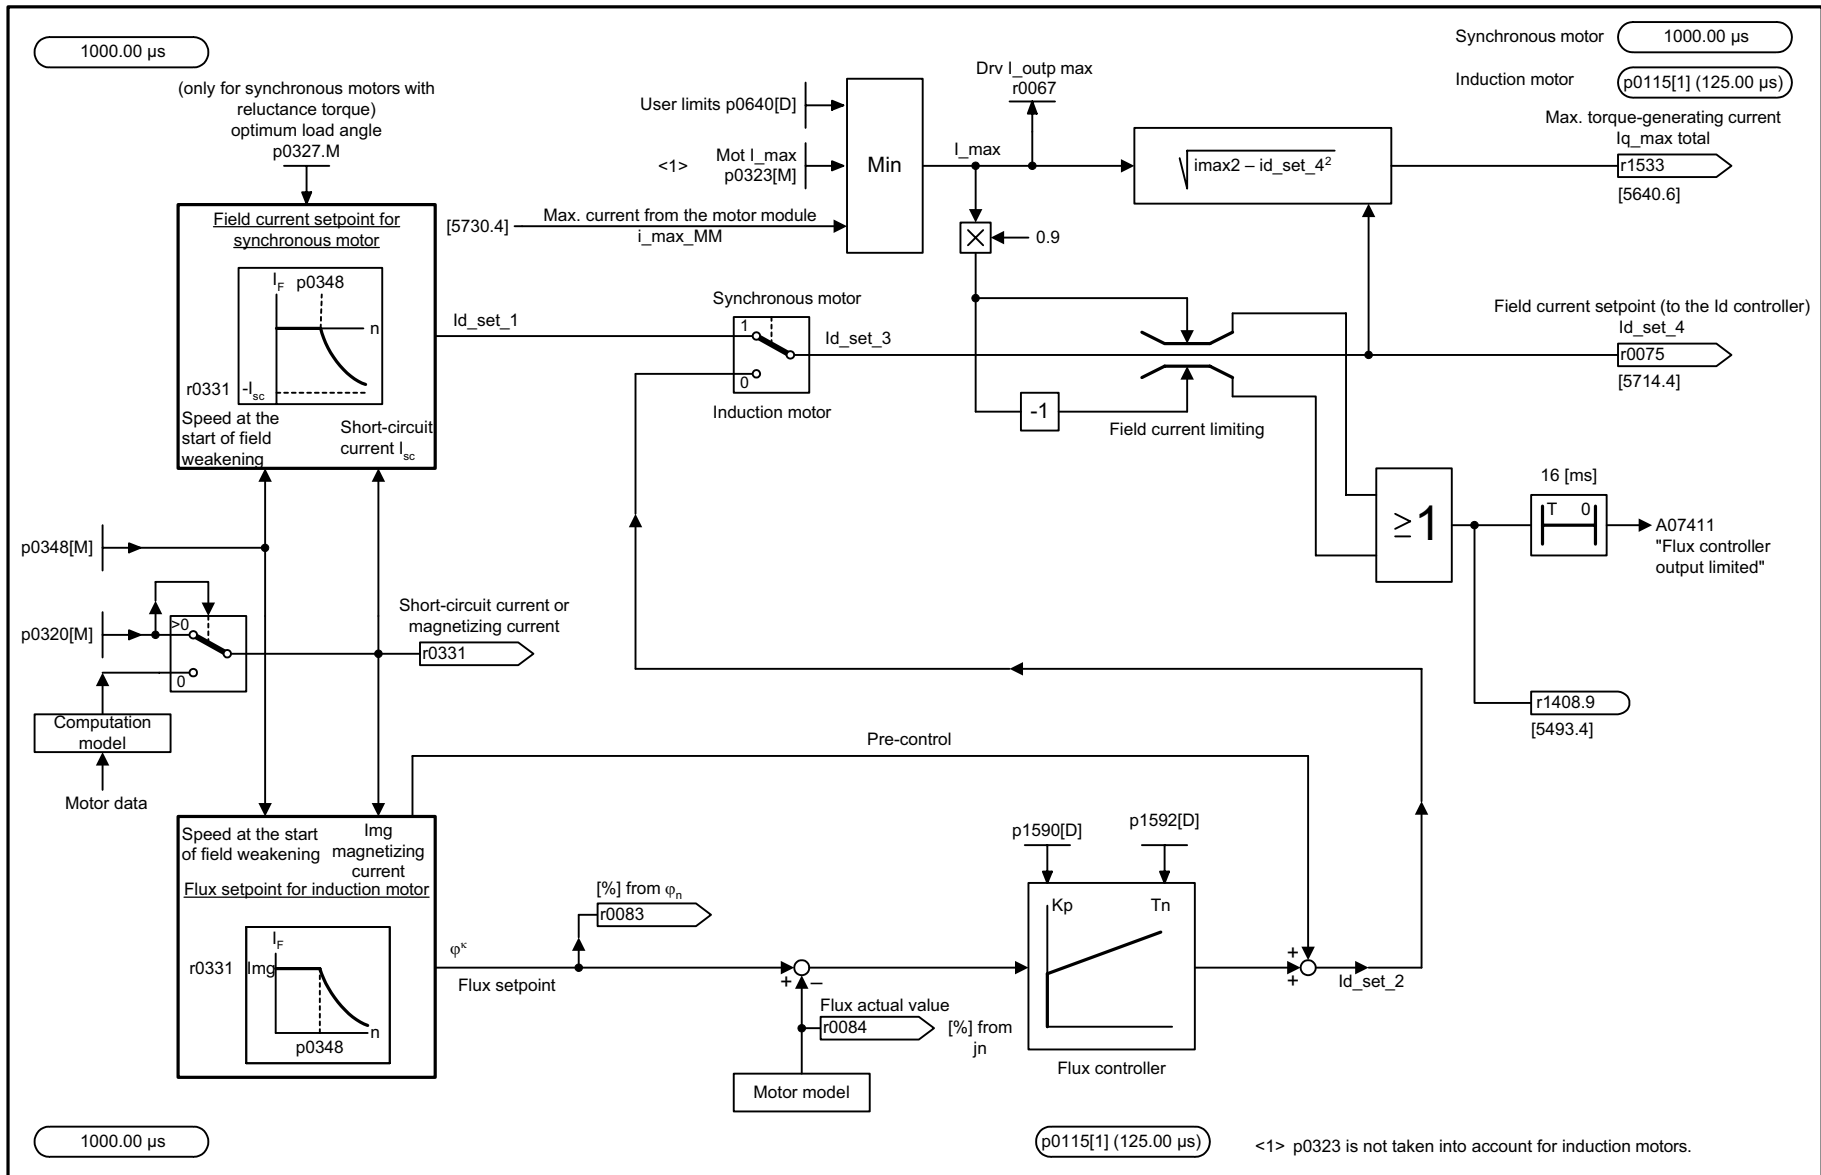 1000.00 µs
Synchronous motor
1000.00 µs
Induction motor
p0115[1] (125.00 µs)
(only for synchronous motors with
reluctance torque)
optimum load angle
p0327.M
User limits p0640[D]
<1>
Mot I_max
p0323[M]
[5730.4]
Max. current from the motor module
i_max_MM
Min
Drv I_outp max
r0067
I_max
√imax2 – id_set_4²
Max. torque-generating current
Iq_max total
r1533
[5640.6]
0.9
Field current setpoint for
synchronous motor
I_F
p0348
n
r0331
-I_sc
Speed at the
start of field
weakening
Short-circuit
current I_sc
Id_set_1
Synchronous motor
1
0
Induction motor
Id_set_3
-1
Field current limiting
Field current setpoint (to the Id controller)
Id_set_4
r0075
[5714.4]
≥1
16 [ms]
T 0
A07411
"Flux controller
output limited"
r1408.9
[5493.4]
p0348[M]
p0320[M]
>0
0
Short-circuit current or
magnetizing current
r0331
Computation
model
Motor data
Pre-control
Speed at the start
of field weakening
Img
magnetizing
current
Flux setpoint for induction motor
I_F
r0331
Img
n
p0348
φᴷ
Flux setpoint
[%] from φn
r0083
+
–
Flux actual value
r0084
[%] from
jn
Motor model
p1590[D]
p1592[D]
Kp
Tn
Flux controller
+
+
Id_set_2
1000.00 µs
p0115[1] (125.00 µs)
<1> p0323 is not taken into account for induction motors.